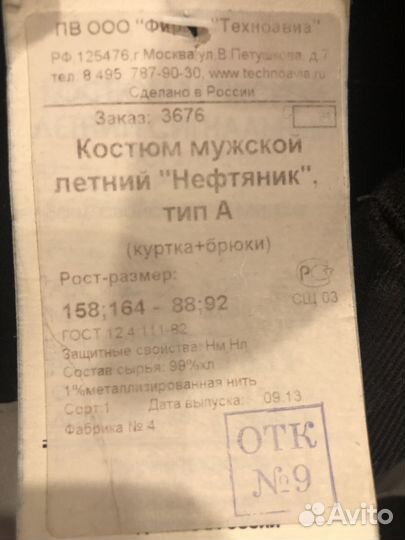 ПВ ООО "Фирма "Техноавиа"
РФ,125476,г Москва,ул.В.Петушкова, д.7
тел. 8 495 787-90-30, www.technoavia.ru
Сделано в России
Заказ: 3676
Костюм мужской
летний "Нефтяник",
тип А
(куртка+брюки)
Рост-размер:
158;164 - 88;92
РСТ
СЩ 03
ГОСТ 12.4.111-82
Защитные свойства: Нм Нл
Состав сырья: 99%хл
1%металлизированная нить
Сорт 1 Дата выпуска: 09.13
Фабрика № 4
ОТК
№9
Avito